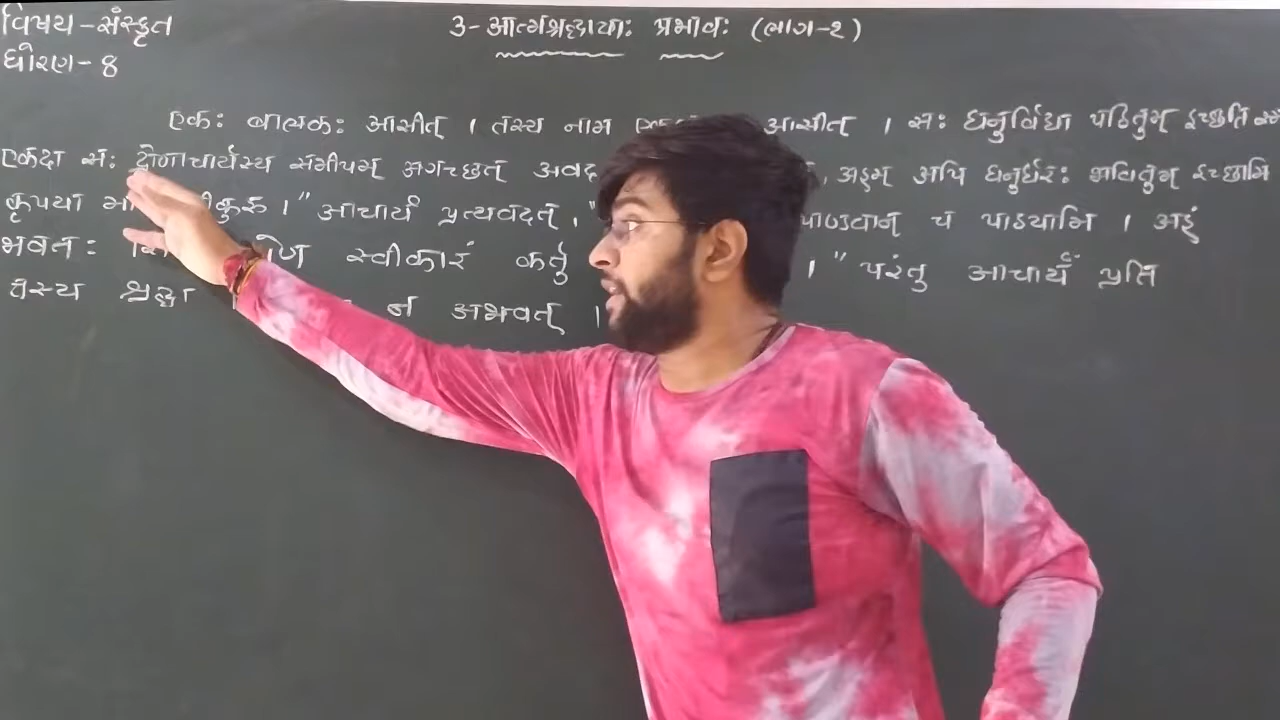 વિષય-સંસ્કૃત
ધોરણ-8
3-आत्मश्रद्धायाः प्रभावः (ભાગ-૨)
एकः बालकः आसीत् । तस्य नाम आसीत् । सः धनुर्विद्या पठितुम् इच्छति
एकदा सः द्रोणाचार्यस्य समीपम् अगच्छत् , अहम् अपि धनुर्धरः भवितुम् इच्छामि
कृपया ।" आचार्यः प्रत्यवदत् ," पाण्डवान् च पाठयामि । अहं
भवतः स्वीकारं कर्तुं ।" परंतु आचार्यं प्रति
तस्य श्रद्धा न अभवत् ।